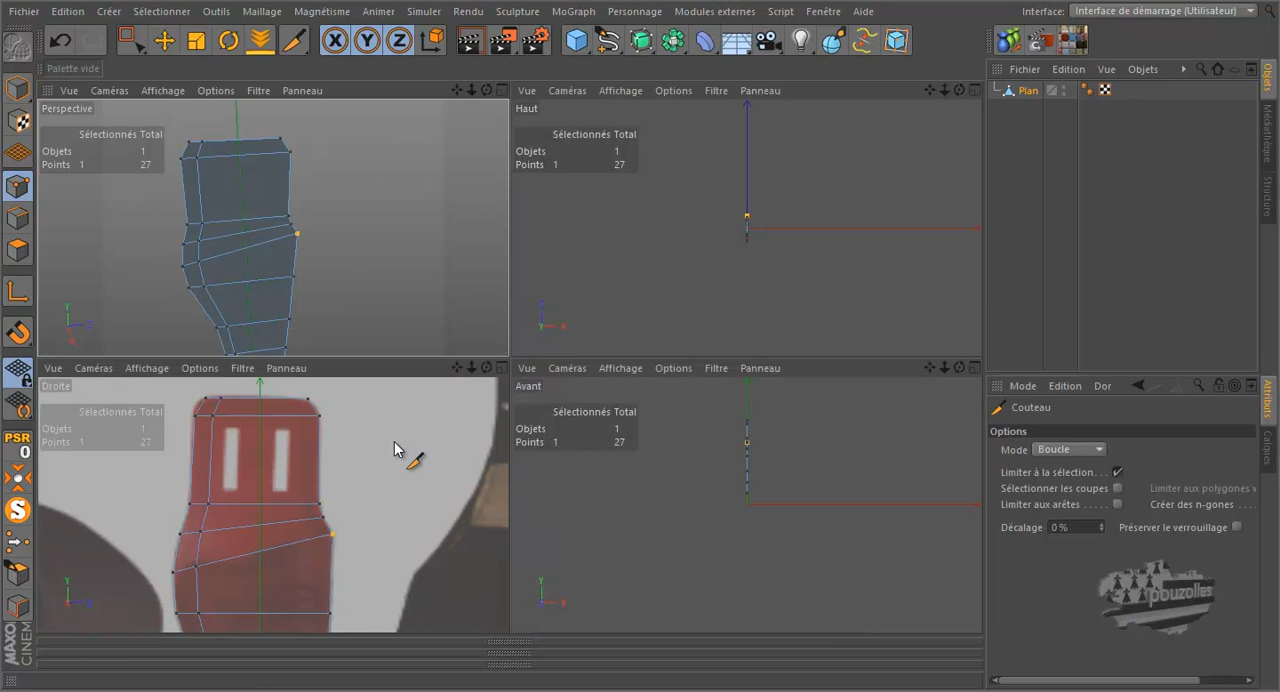 Fichier Edition Créer Sélectionner Outils Maillage Magnétisme Animer Simuler Rendu Sculpture MoGraph Personnage Modules externes Script Fenêtre Aide Interface: Interface de démarrage (Utilisateur)
X Y Z
Palette vide
Fichier Edition Vue Objets
Vue Caméras Affichage Options Filtre Panneau
Vue Caméras Affichage Options Filtre Panneau
Plan
Perspective
Sélectionnés Total
Objets 1
Points 1 27
Y
Z
X
Haut
Sélectionnés Total
Objets 1
Points 1 27
Z
Y X
Objets
Médiathèque
Structure
Vue Caméras Affichage Options Filtre Panneau
Vue Caméras Affichage Options Filtre Panneau
Mode Edition Dor
Droite
Sélectionnés Total
Objets 1
Points 1 27
Y
X Z
Avant
Sélectionnés Total
Objets 1
Points 1 27
Y
Z X
Couteau
Options
Mode Boucle
Limiter à la sélection
Sélectionner les coupes Limiter aux polygones v
Limiter aux arêtes Créer des n-gones
Décalage 0 % Préserver le verrouillage
Attributs
Calques
PSR
0
S
pouzolles
MAXO
CINEM